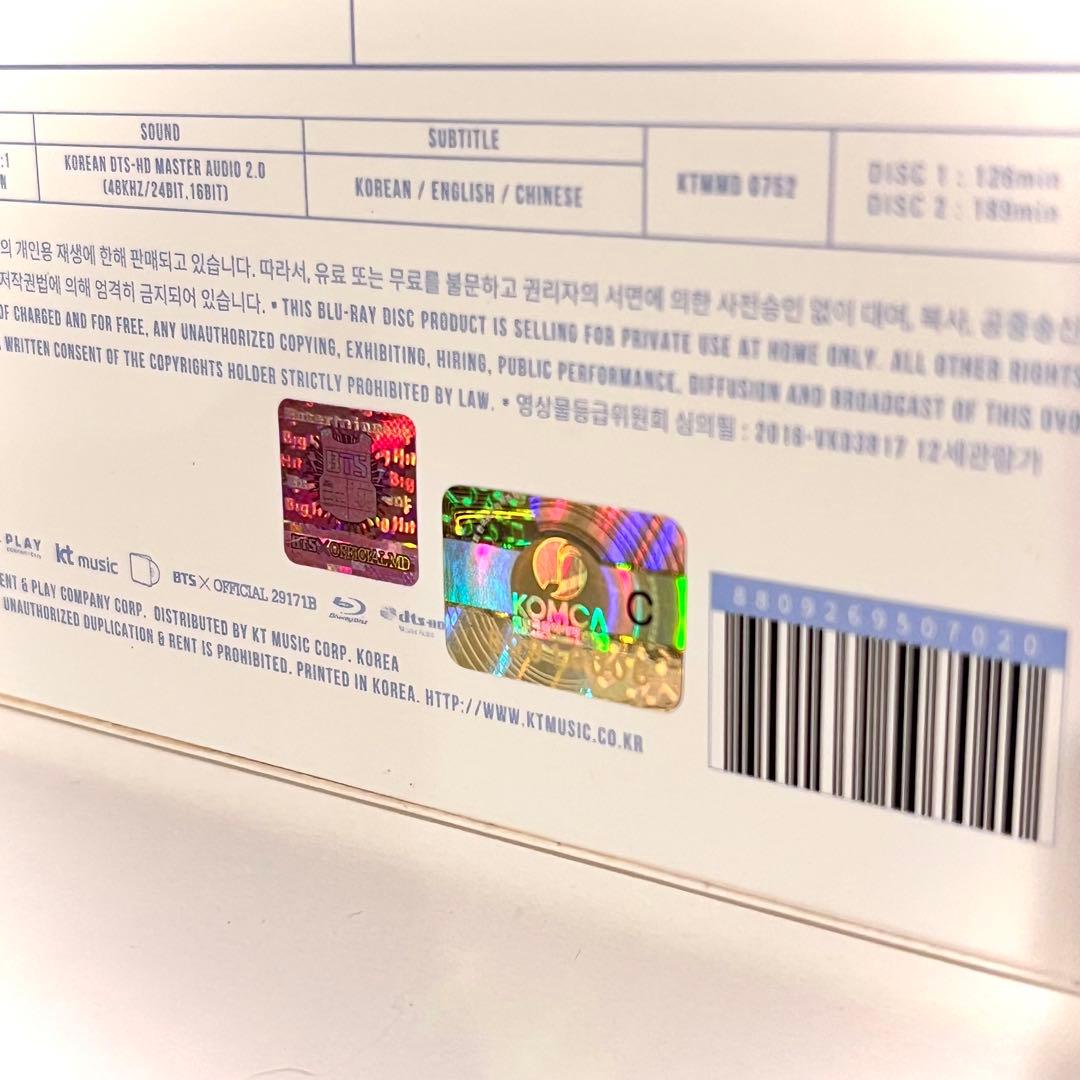 SOUND
SUBTITLE
:1
N
KOREAN DTS-HD MASTER AUDIO 2.0
(48KHZ/24BIT,16BIT)
KOREAN / ENGLISH / CHINESE
KTMMD 0752
DISC 1 : 126min
DISC 2 : 189min
의 개인용 재생에 한해 판매되고 있습니다. 따라서, 유료 또는 무료를 불문하고 권리자의 서면에 의한 사전승인 없이 대여, 복사, 공중송신
저작권법에 의해 엄격히 금지되어 있습니다. • THIS BLU-RAY DISC PRODUCT IS SELLING FOR PRIVATE USE AT HOME ONLY. ALL OTHER RIGHTS
OF CHARGED AND FOR FREE, ANY UNAUTHORIZED COPYING, EXHIBITING, HIRING, PUBLIC PERFORMANCE, DIFFUSION AND BROADCAST OF THIS DVD
WRITTEN CONSENT OF THE COPYRIGHTS HOLDER STRICTLY PROHIBITED BY LAW. • 영상물등급위원회 심의필 : 2016-VK03817 12세관람가
Entertainment
BTS
BTS OFFICIAL MD
KOMCA
C
PLAY
kt music
BTS X OFFICIAL 29171B
Blu-ray Disc
dts-HD
Master Audio
ENT & PLAY COMPANY CORP. DISTRIBUTED BY KT MUSIC CORP. KOREA
UNAUTHORIZED DUPLICATION & RENT IS PROHIBITED. PRINTED IN KOREA. HTTP://WWW.KTMUSIC.CO.KR
8809269507020